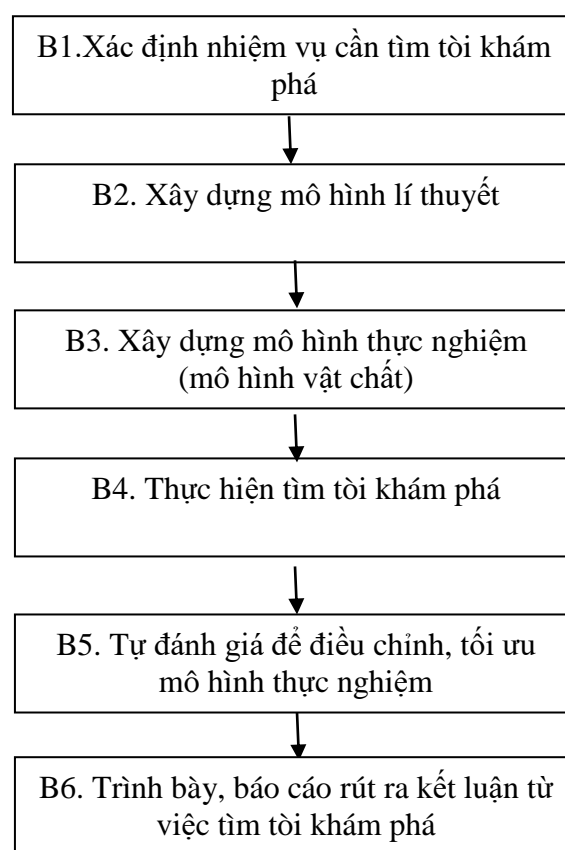 B1.Xác định nhiệm vụ cần tìm tòi khám
phá
B2. Xây dựng mô hình lí thuyết
B3. Xây dựng mô hình thực nghiệm
(mô hình vật chất)
B4. Thực hiện tìm tòi khám phá
B5. Tự đánh giá để điều chỉnh, tối ưu
mô hình thực nghiệm
B6. Trình bày, báo cáo rút ra kết luận từ
việc tìm tòi khám phá